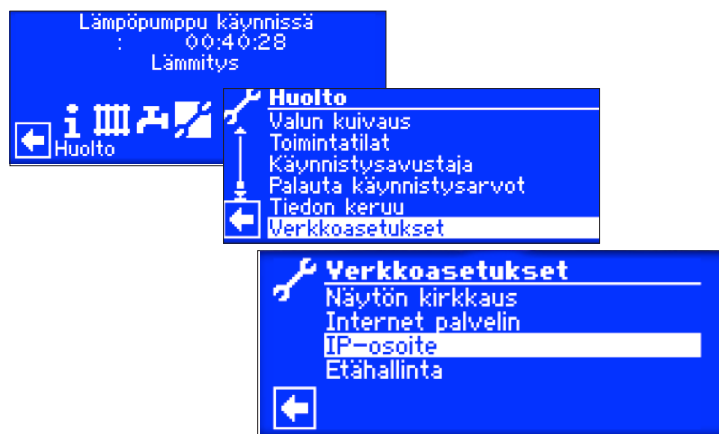 Lämpöpumppu käynnissä
: 00:40:28
Lämmitys
Huolto
Huolto
Valun kuivaus
Toimintatilat
Käynnistysavustaja
Palauta käynnistysarvot
Tiedon keruu
Verkkoasetukset
Verkkoasetukset
Näytön kirkkaus
Internet palvelin
IP-osoite
Etähallinta